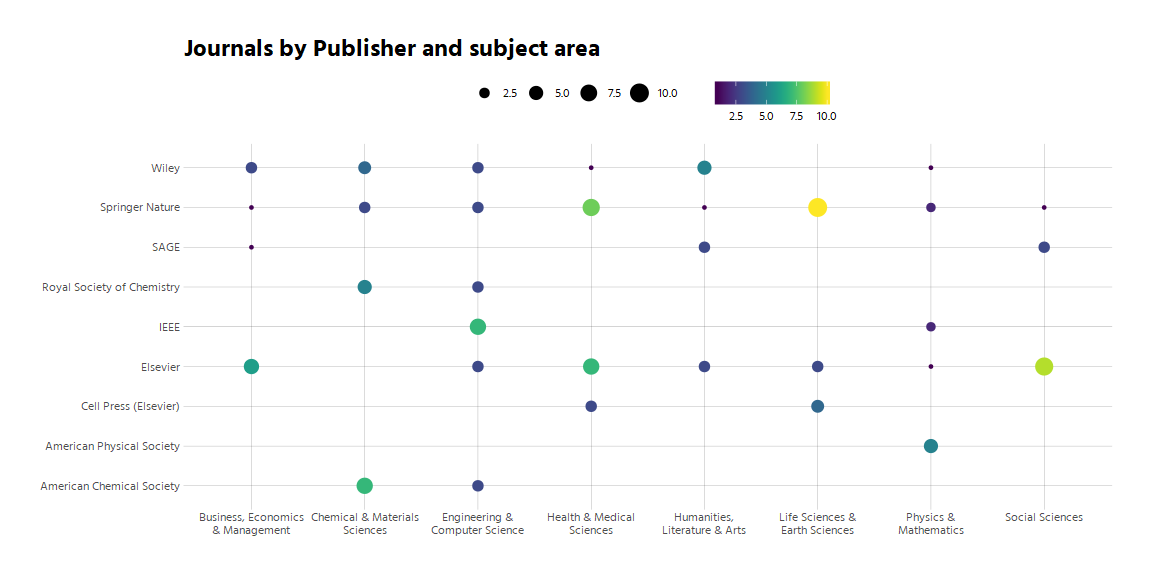 Journals by Publisher and subject area
2.5 5.0 7.5 10.0
2.5 5.0 7.5 10.0
Wiley
Springer Nature
SAGE
Royal Society of Chemistry
IEEE
Elsevier
Cell Press (Elsevier)
American Physical Society
American Chemical Society
Business, Economics
& Management
Chemical & Materials
Sciences
Engineering &
Computer Science
Health & Medical
Sciences
Humanities,
Literature & Arts
Life Sciences &
Earth Sciences
Physics &
Mathematics
Social Sciences